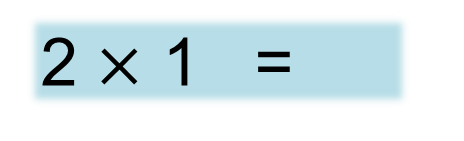 2 × 1 =